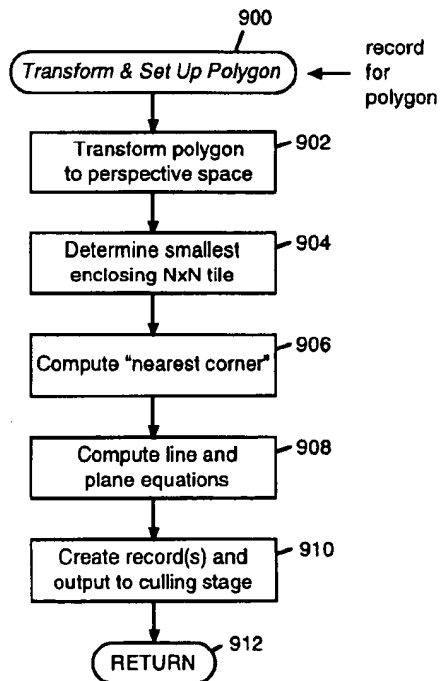 900
Transform & Set Up Polygon
record
for
polygon
Transform polygon
to perspective space
902
Determine smallest
enclosing NxN tile
904
Compute "nearest corner"
906
Compute line and
plane equations
908
Create record(s) and
output to culling stage
910
RETURN
912